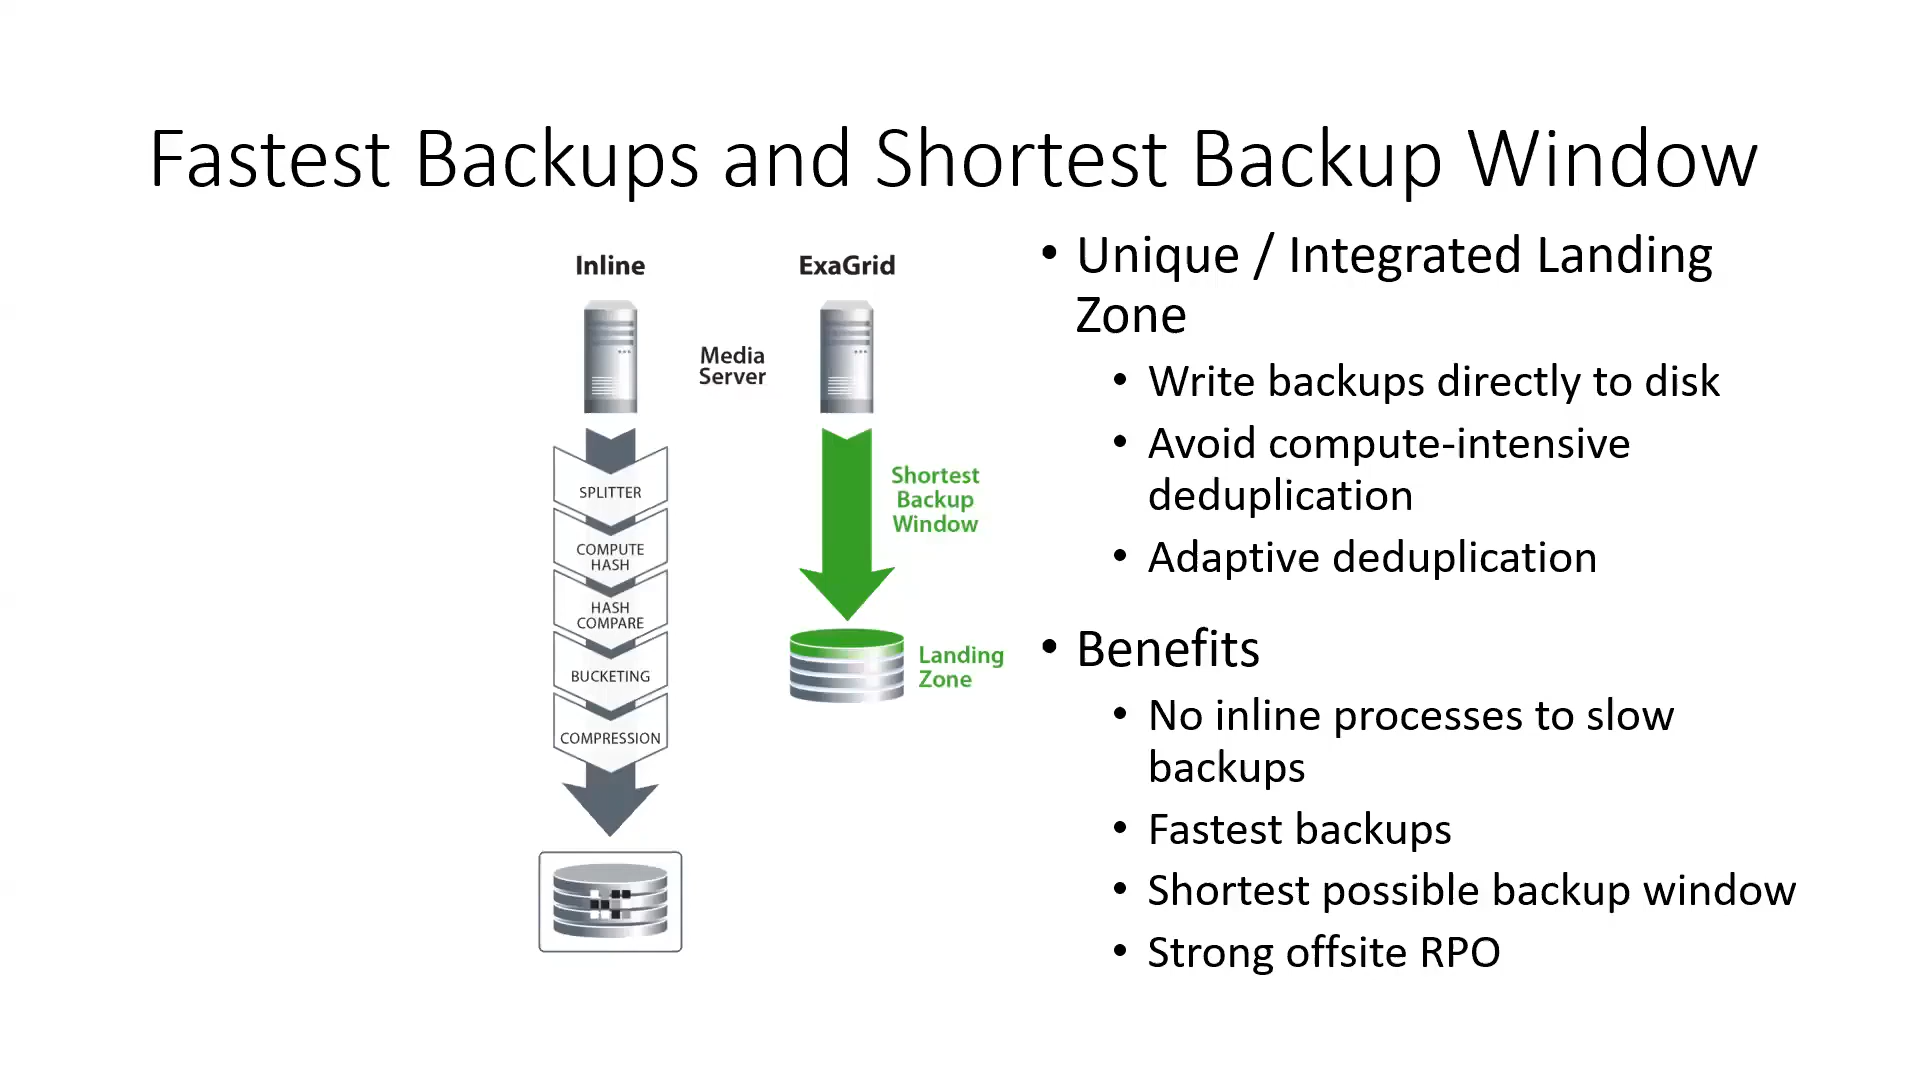 Fastest Backups and Shortest Backup Window
Inline
ExaGrid
Media
Server
SPLITTER
COMPUTE
HASH
HASH
COMPARE
BUCKETING
COMPRESSION
Shortest
Backup
Window
Landing
Zone
• Unique / Integrated Landing
Zone
• Write backups directly to disk
• Avoid compute-intensive
deduplication
• Adaptive deduplication
• Benefits
• No inline processes to slow
backups
• Fastest backups
• Shortest possible backup window
• Strong offsite RPO